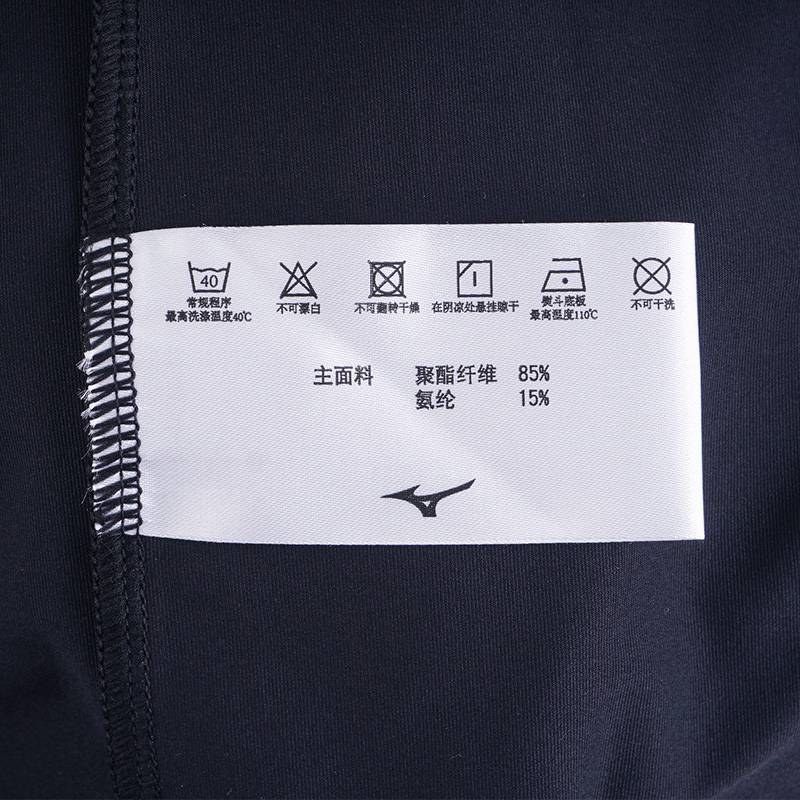 40
常规程序
最高洗涤温度40℃
不可漂白
不可翻转干燥
在阴凉处悬挂晾干
熨斗底板
最高温度110℃
不可干洗
主面料 聚酯纤维 85%
氨纶 15%